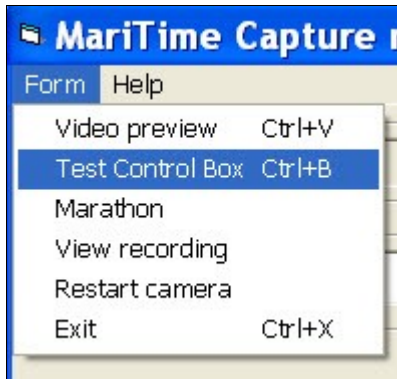 MariTime Capture
Form Help
Video preview Ctrl+V
Test Control Box Ctrl+B
Marathon
View recording
Restart camera
Exit Ctrl+X